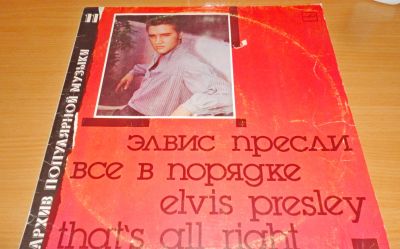 11
АРХИВ ПОПУЛЯРНОЙ МУЗЫКИ
элвис пресли
все в порядке
elvis presley
that's all right